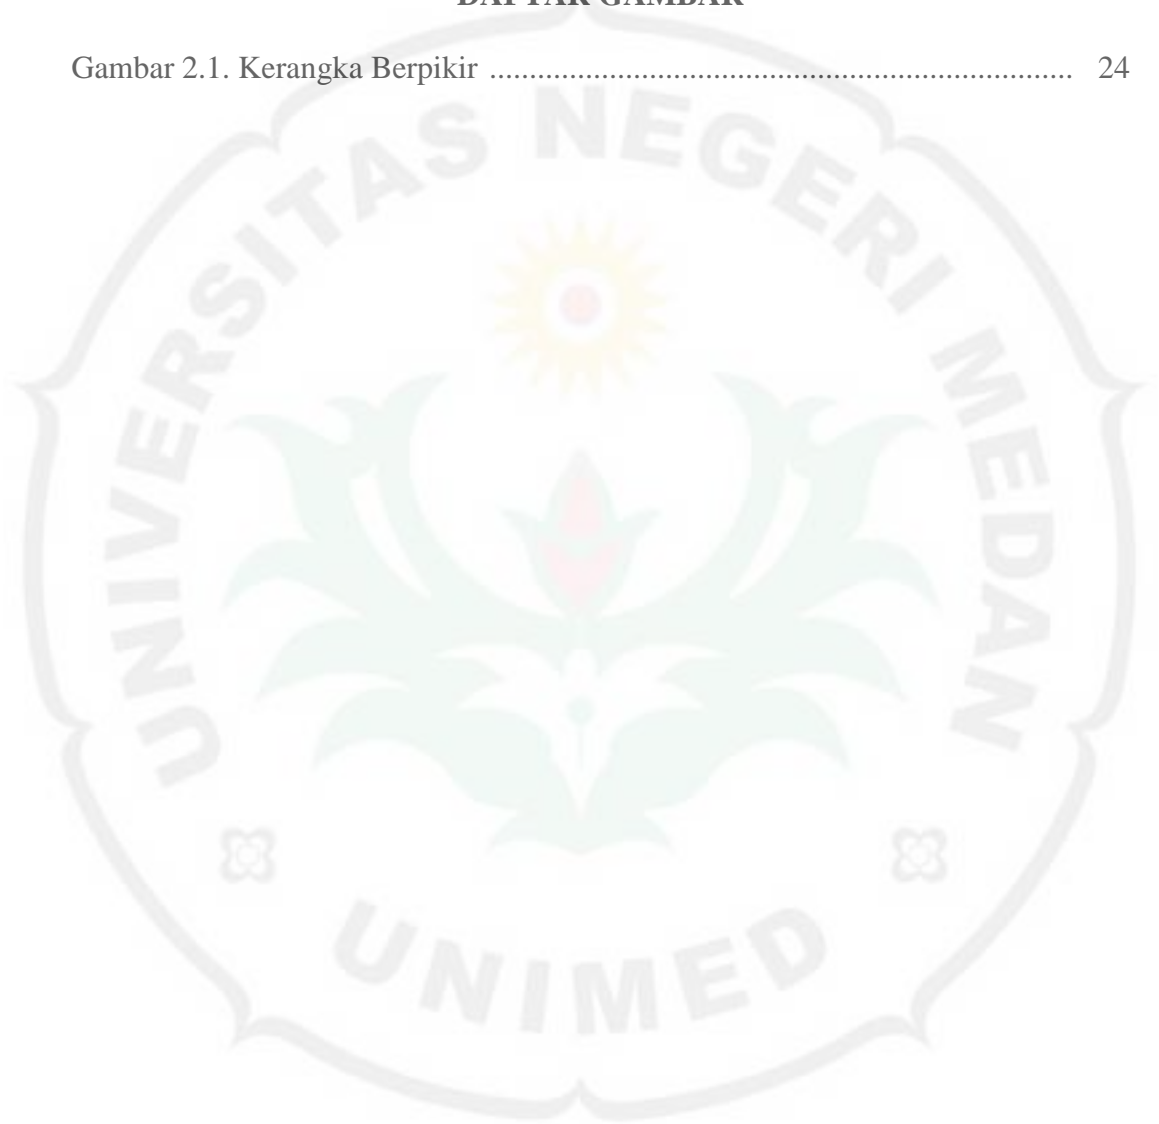 DAFTAR GAMBAR
Gambar 2.1. Kerangka Berpikir ........................................................................ 24
UNIVERSITAS NEGERI MEDAN
UNIMED